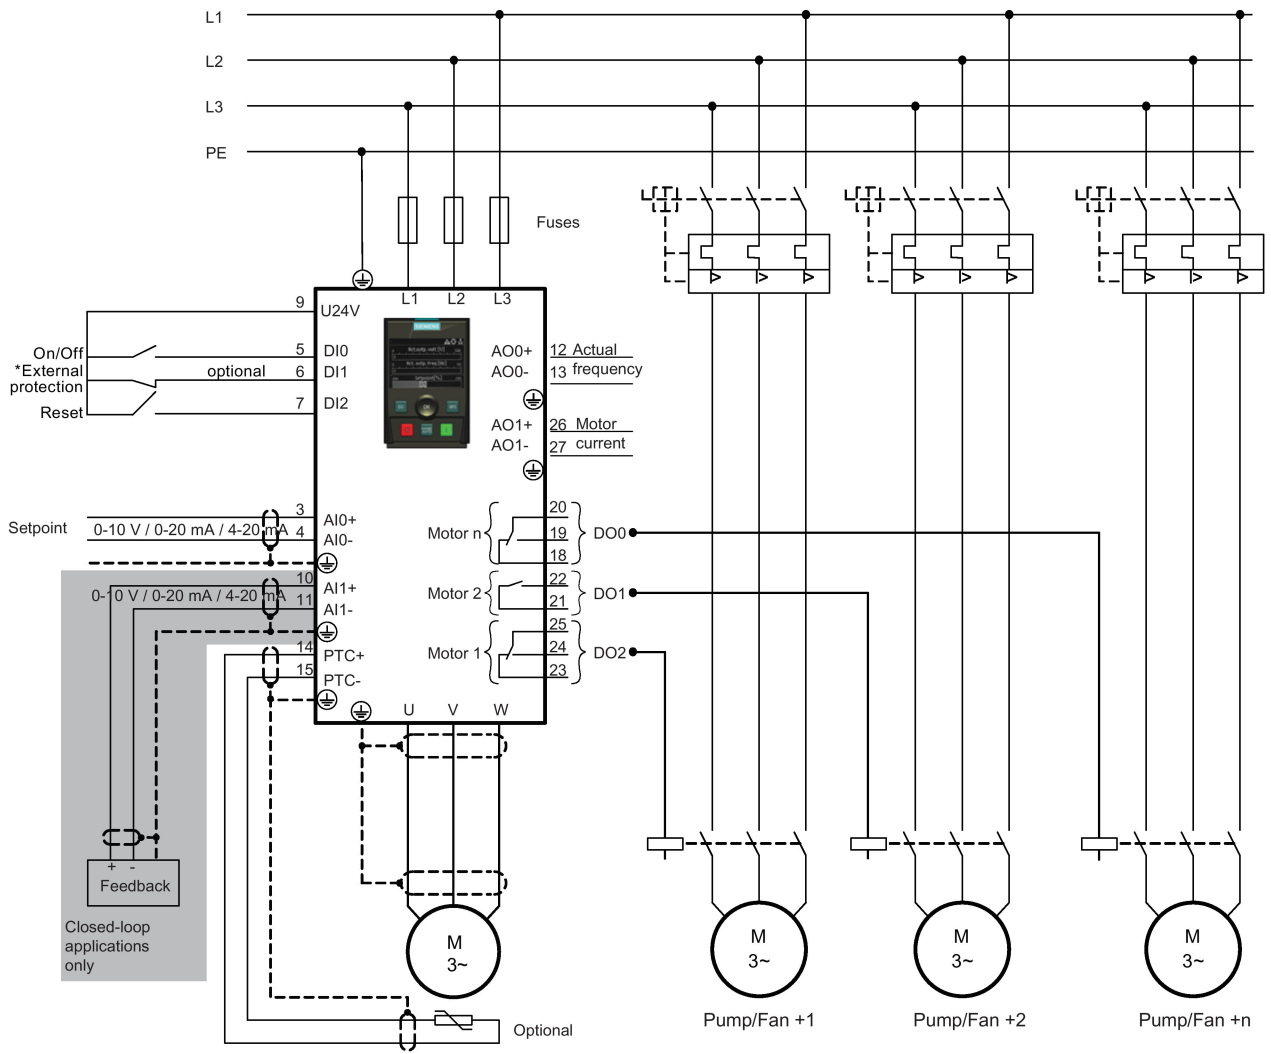 L1
L2
L3
PE
Fuses
L1 L2 L3
9 U24V
SIEMENS
On/Off 5 DI0
*External
protection
optional 6 DI1
Reset 7 DI2
OK
AO0+ 12 Actual
AO0- 13 frequency
AO1+ 26 Motor
AO1- 27 current
Setpoint
0-10 V / 0-20 mA / 4-20 mA
3 AI0+
4 AI0-
10 AI1+
0-10 V / 0-20 mA / 4-20 mA
11 AI1-
14 PTC+
15 PTC-
Motor n 20
19 DO0
18
Motor 2 22
21 DO1
Motor 1 25
24 DO2
23
U V W
+ -
Feedback
Closed-loop
applications
only
M
3~
M
3~
M
3~
M
3~
Pump/Fan +1
Pump/Fan +2
Pump/Fan +n
Optional